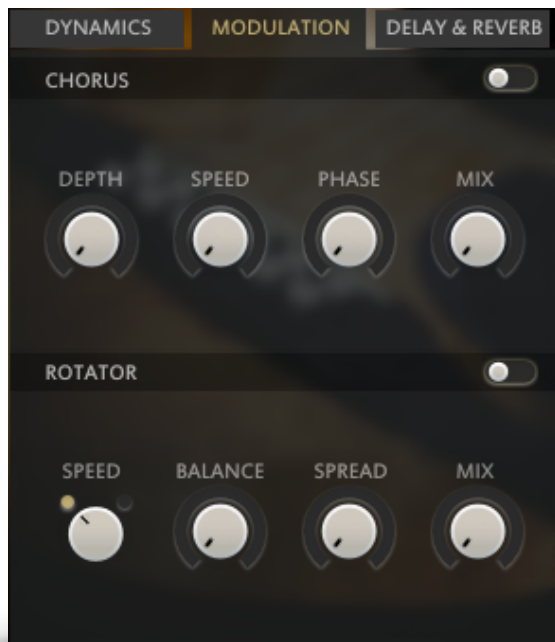 DYNAMICS MODULATION DELAY & REVERB
CHORUS
DEPTH SPEED PHASE MIX
ROTATOR
SPEED BALANCE SPREAD MIX